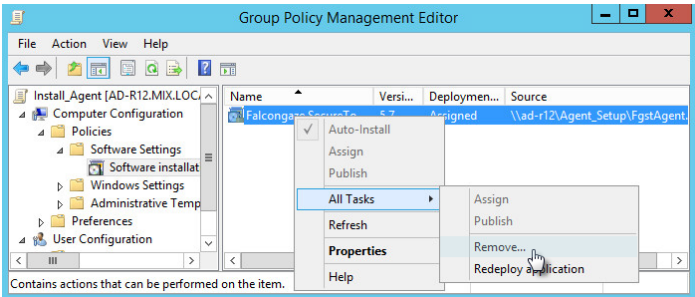 Group Policy Management Editor
File Action View Help
Install_Agent [AD-R12.MIX.LOC
Computer Configuration
Policies
Software Settings
Software installat
Windows Settings
Administrative Temp
Preferences
User Configuration
Name Versi... Deploymen... Source
Falcongaze SecureTo 5.7 Assigned \\ad-r12\Agent_Setup\FgstAgent.
Auto-Install
Assign
Publish
All Tasks
Refresh
Properties
Help
Assign
Publish
Remove...
Redeploy application
Contains actions that can be performed on the item.